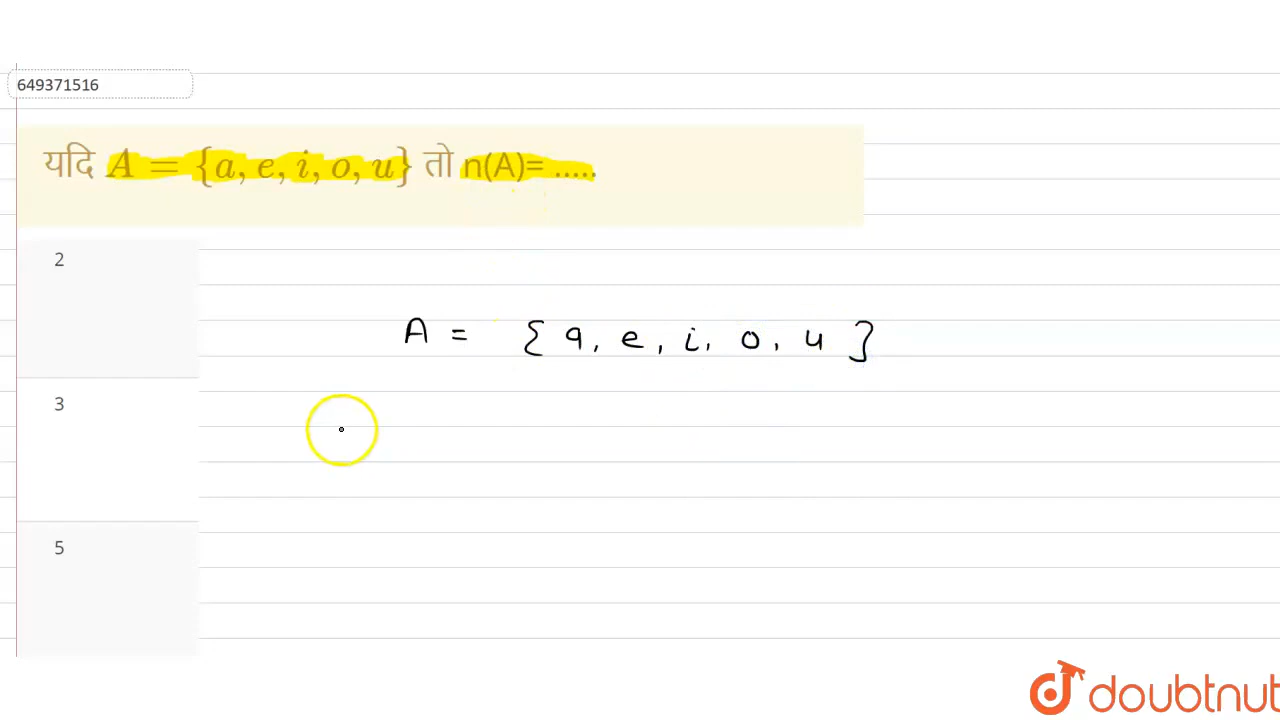 649371516
यदि A = {a, e, i, o, u} तो n(A)= .....
2
A = { a, e, i, o, u }
3
5
doubtnut